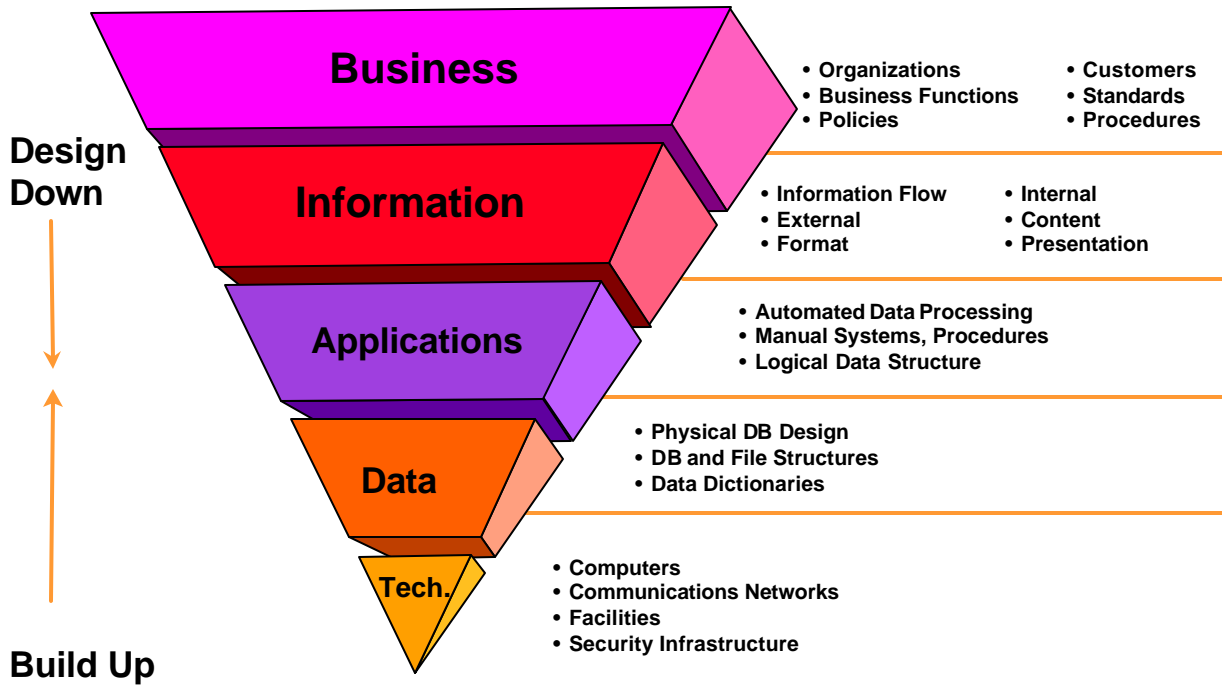 Business
• Organizations
• Business Functions
• Policies
• Customers
• Standards
• Procedures
Design
Down
Information
• Information Flow
• External
• Format
• Internal
• Content
• Presentation
Applications
• Automated Data Processing
• Manual Systems, Procedures
• Logical Data Structure
Data
• Physical DB Design
• DB and File Structures
• Data Dictionaries
Tech.
• Computers
• Communications Networks
• Facilities
• Security Infrastructure
Build Up